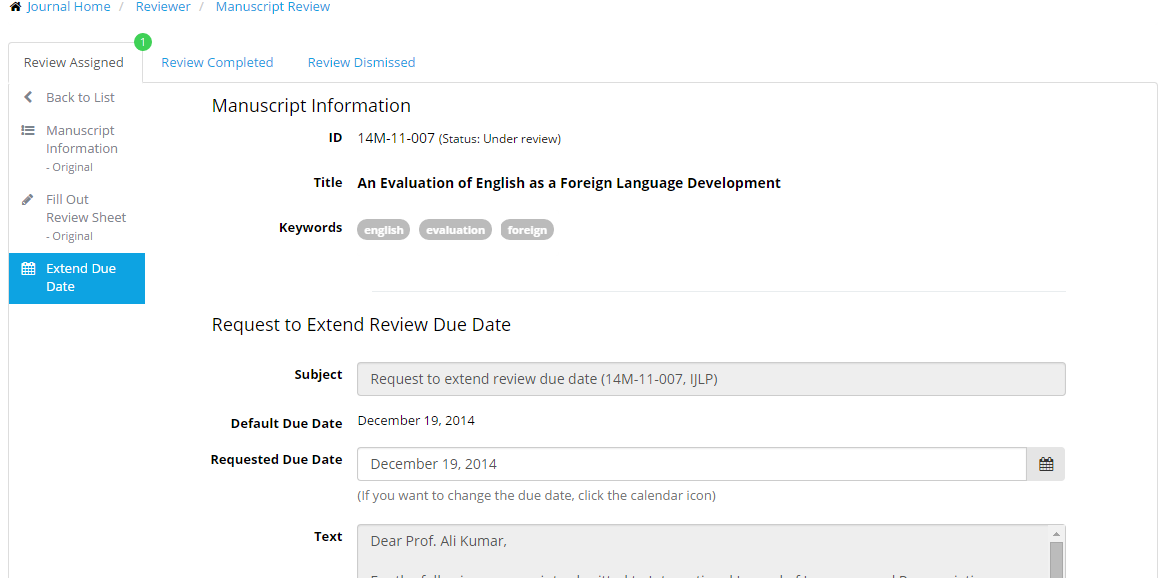 Journal Home / Reviewer / Manuscript Review
1
Review Assigned Review Completed Review Dismissed
Back to List
Manuscript
Information
- Original
Fill Out
Review Sheet
- Original
Extend Due
Date
Manuscript Information
ID 14M-11-007 (Status: Under review)
Title An Evaluation of English as a Foreign Language Development
Keywords english evaluation foreign
Request to Extend Review Due Date
Subject Request to extend review due date (14M-11-007, IJLP)
Default Due Date December 19, 2014
Requested Due Date December 19, 2014
(If you want to change the due date, click the calendar icon)
Text Dear Prof. Ali Kumar,